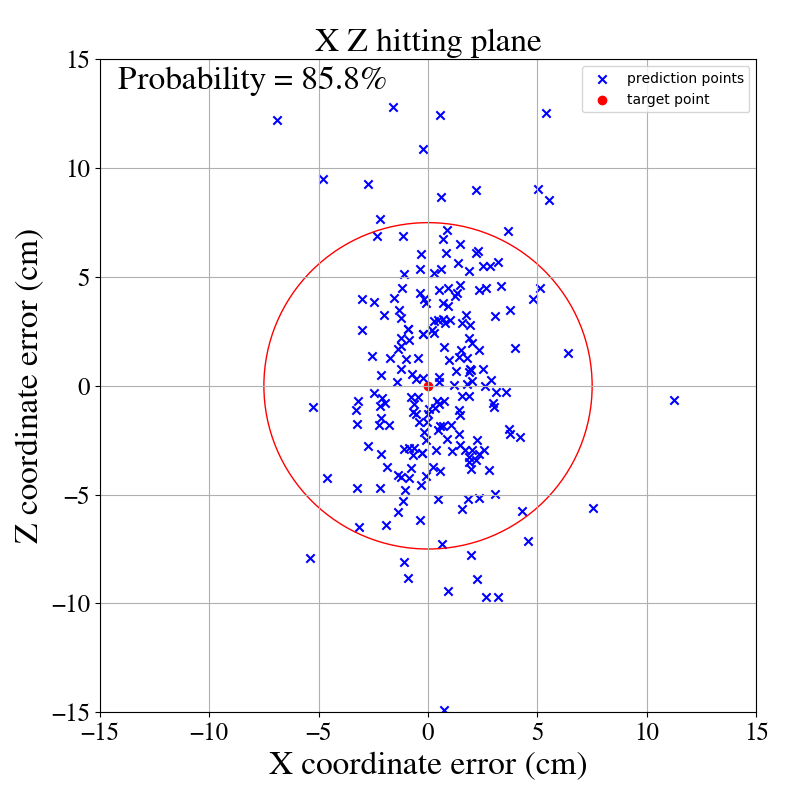 X Z hitting plane
Probability = 85.8%
prediction points
target point
Z coordinate error (cm)
15
10
5
0
−5
−10
−15
−15 −10 −5 0 5 10 15
X coordinate error (cm)